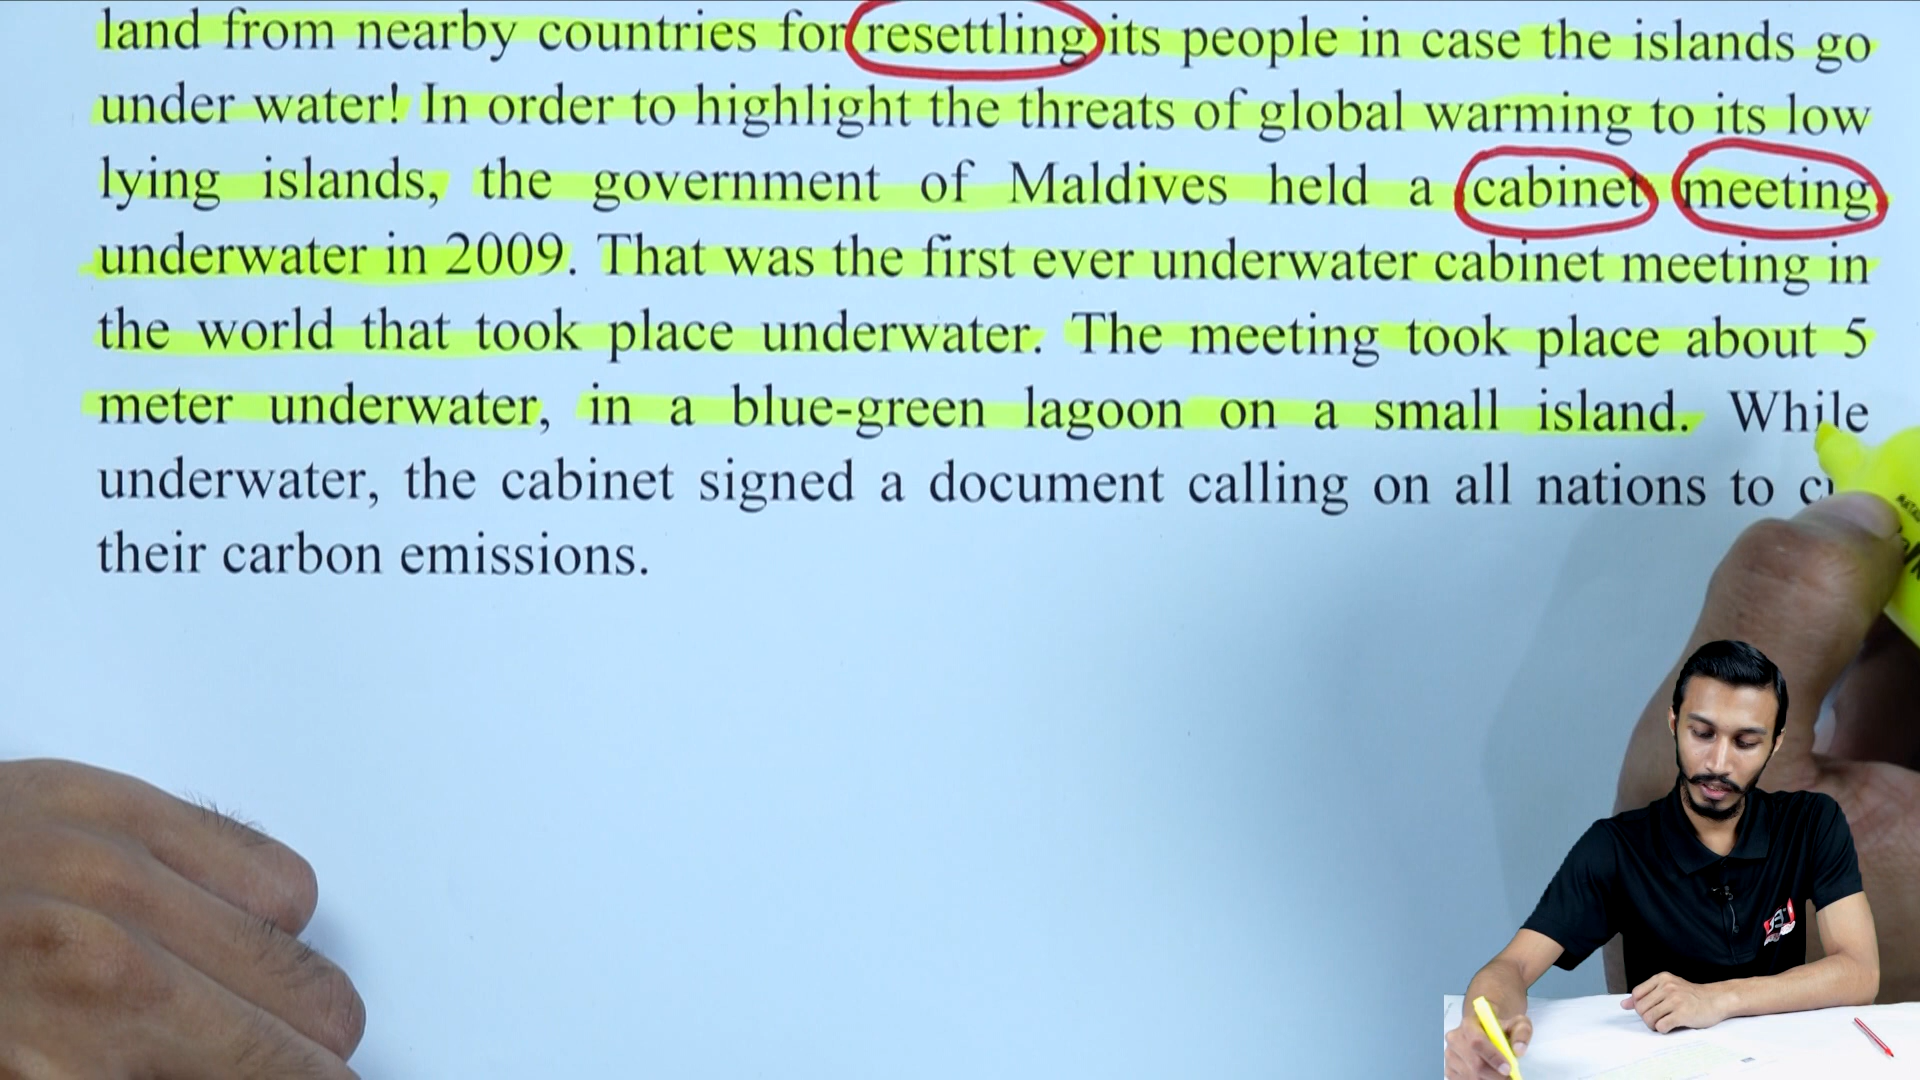 land from nearby countries for resettling its people in case the islands go
under water! In order to highlight the threats of global warming to its low
lying islands, the government of Maldives held a cabinet meeting
underwater in 2009. That was the first ever underwater cabinet meeting in
the world that took place underwater. The meeting took place about 5
meter underwater, in a blue-green lagoon on a small island. While
underwater, the cabinet signed a document calling on all nations to
their carbon emissions.